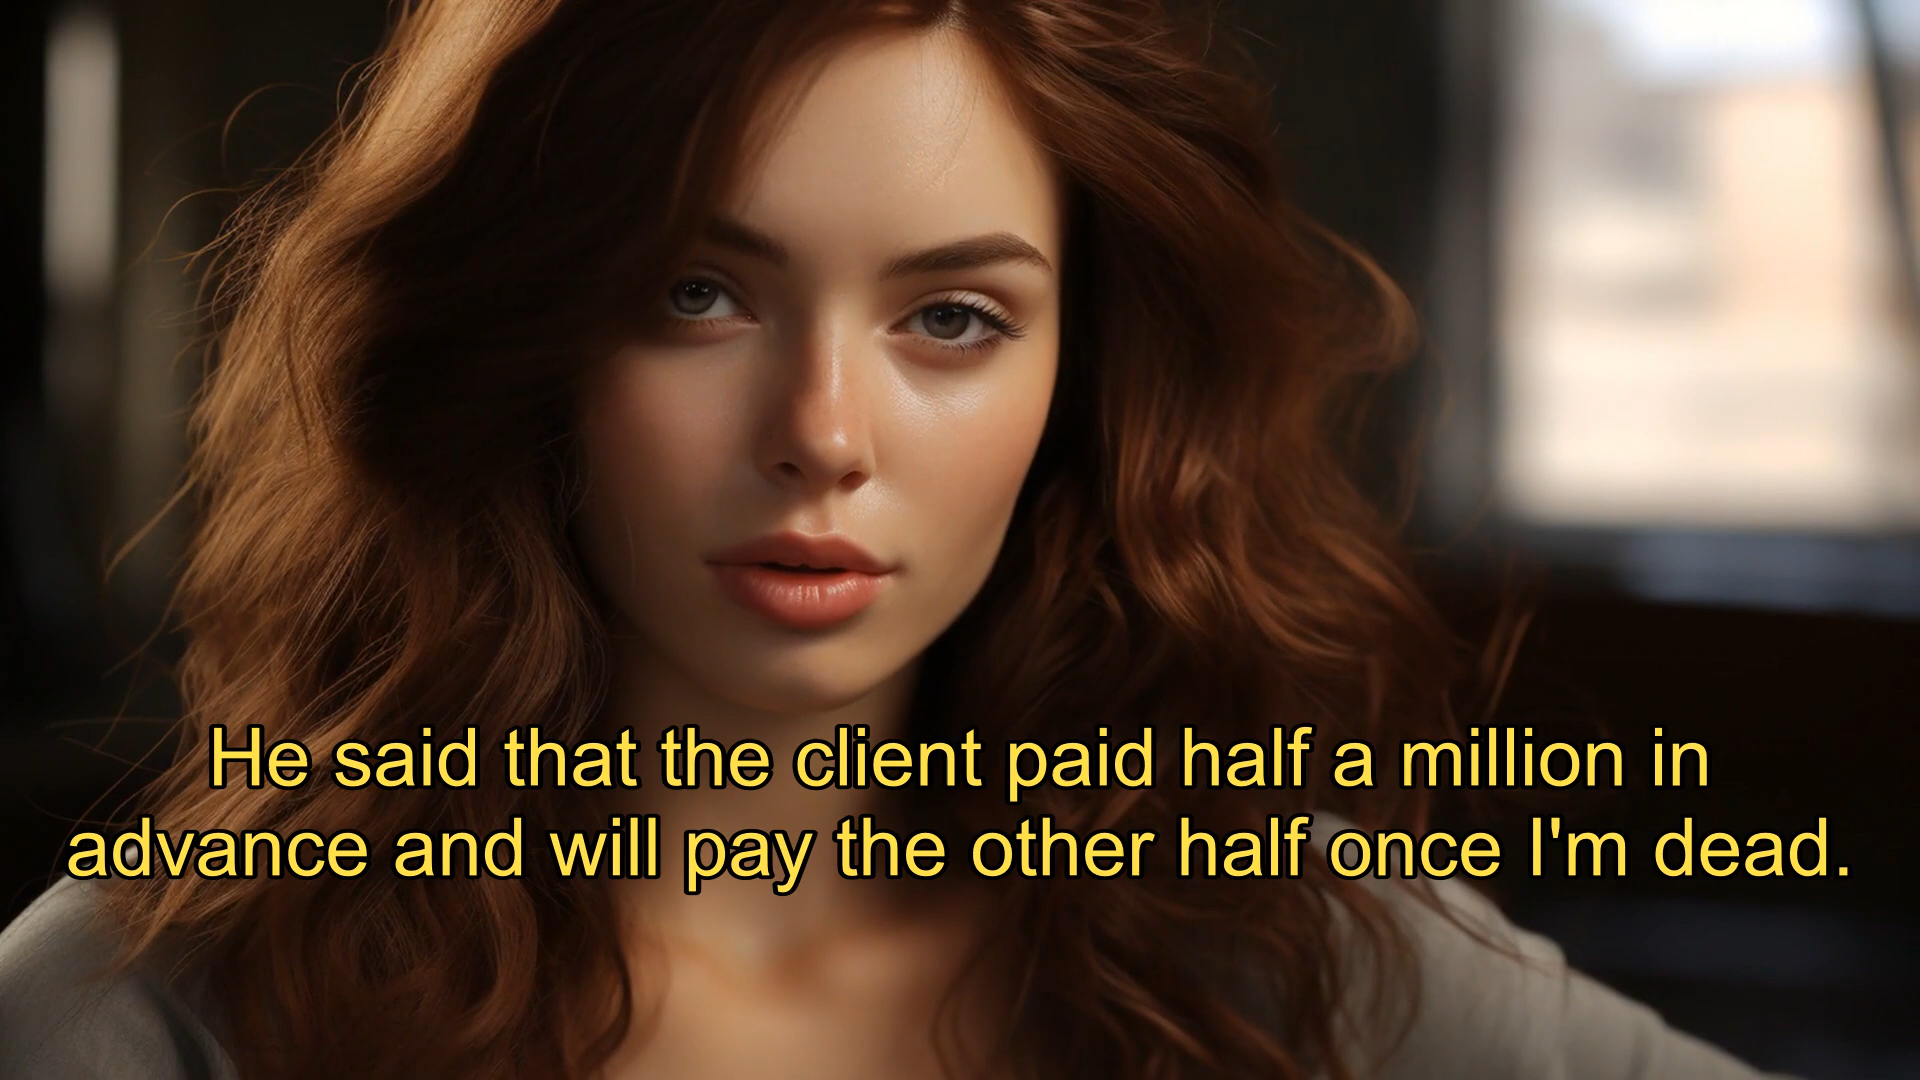 He said that the client paid half a million in
advance and will pay the other half once I'm dead.